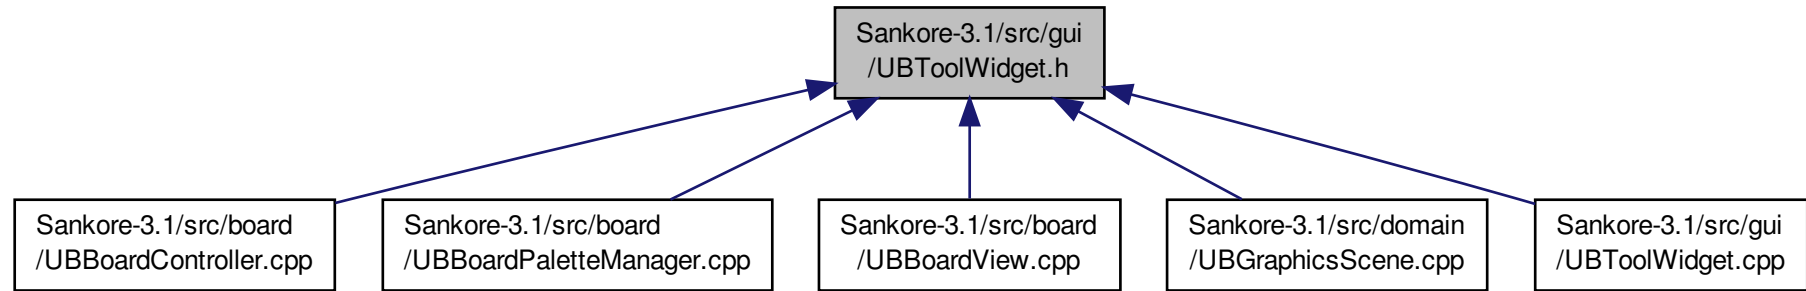 Sankore-3.1/src/gui
/UBToolWidget.h
Sankore-3.1/src/board
/UBBoardController.cpp
Sankore-3.1/src/board
/UBBoardPaletteManager.cpp
Sankore-3.1/src/board
/UBBoardView.cpp
Sankore-3.1/src/domain
/UBGraphicsScene.cpp
Sankore-3.1/src/gui
/UBToolWidget.cpp